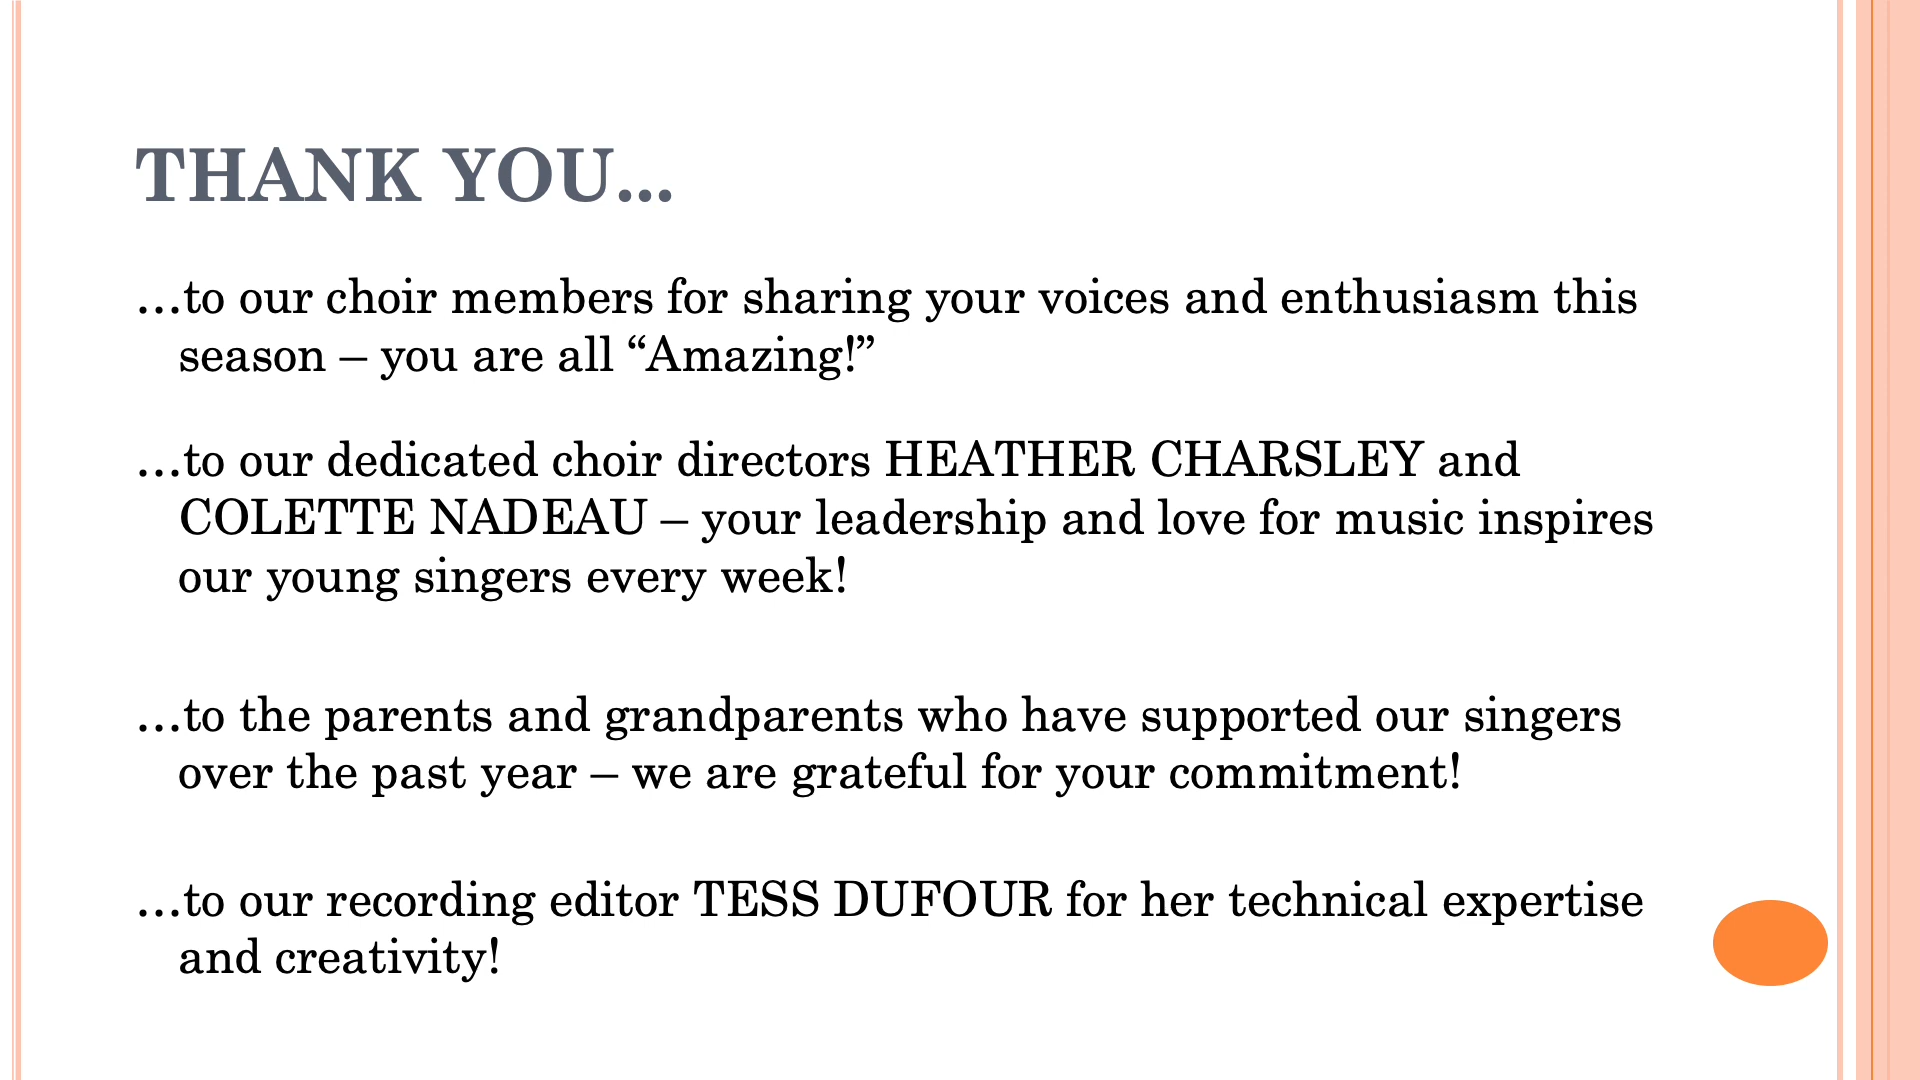 THANK YOU…
…to our choir members for sharing your voices and enthusiasm this
season – you are all “Amazing!”
…to our dedicated choir directors HEATHER CHARSLEY and
COLETTE NADEAU – your leadership and love for music inspires
our young singers every week!
…to the parents and grandparents who have supported our singers
over the past year – we are grateful for your commitment!
…to our recording editor TESS DUFOUR for her technical expertise
and creativity!